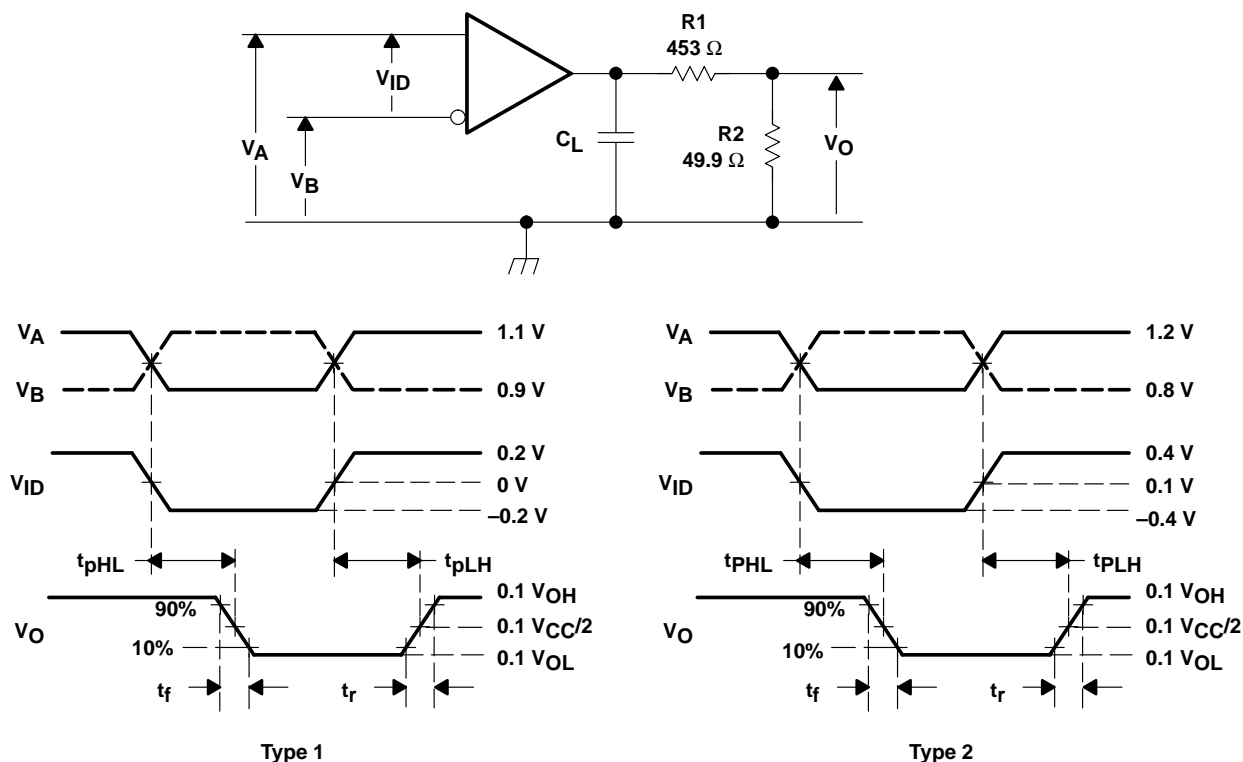 R1
453 Ω
VID
VA
VB
CL
R2
49.9 Ω
VO
VA
1.1 V
VB
0.9 V
0.2 V
VID
0 V
–0.2 V
tpHL
tpLH
0.1 VOH
90%
VO
0.1 VCC/2
10%
0.1 VOL
tf
tr
Type 1
VA
1.2 V
VB
0.8 V
0.4 V
VID
0.1 V
–0.4 V
tPHL
tPLH
0.1 VOH
90%
VO
0.1 VCC/2
10%
0.1 VOL
tf
tr
Type 2